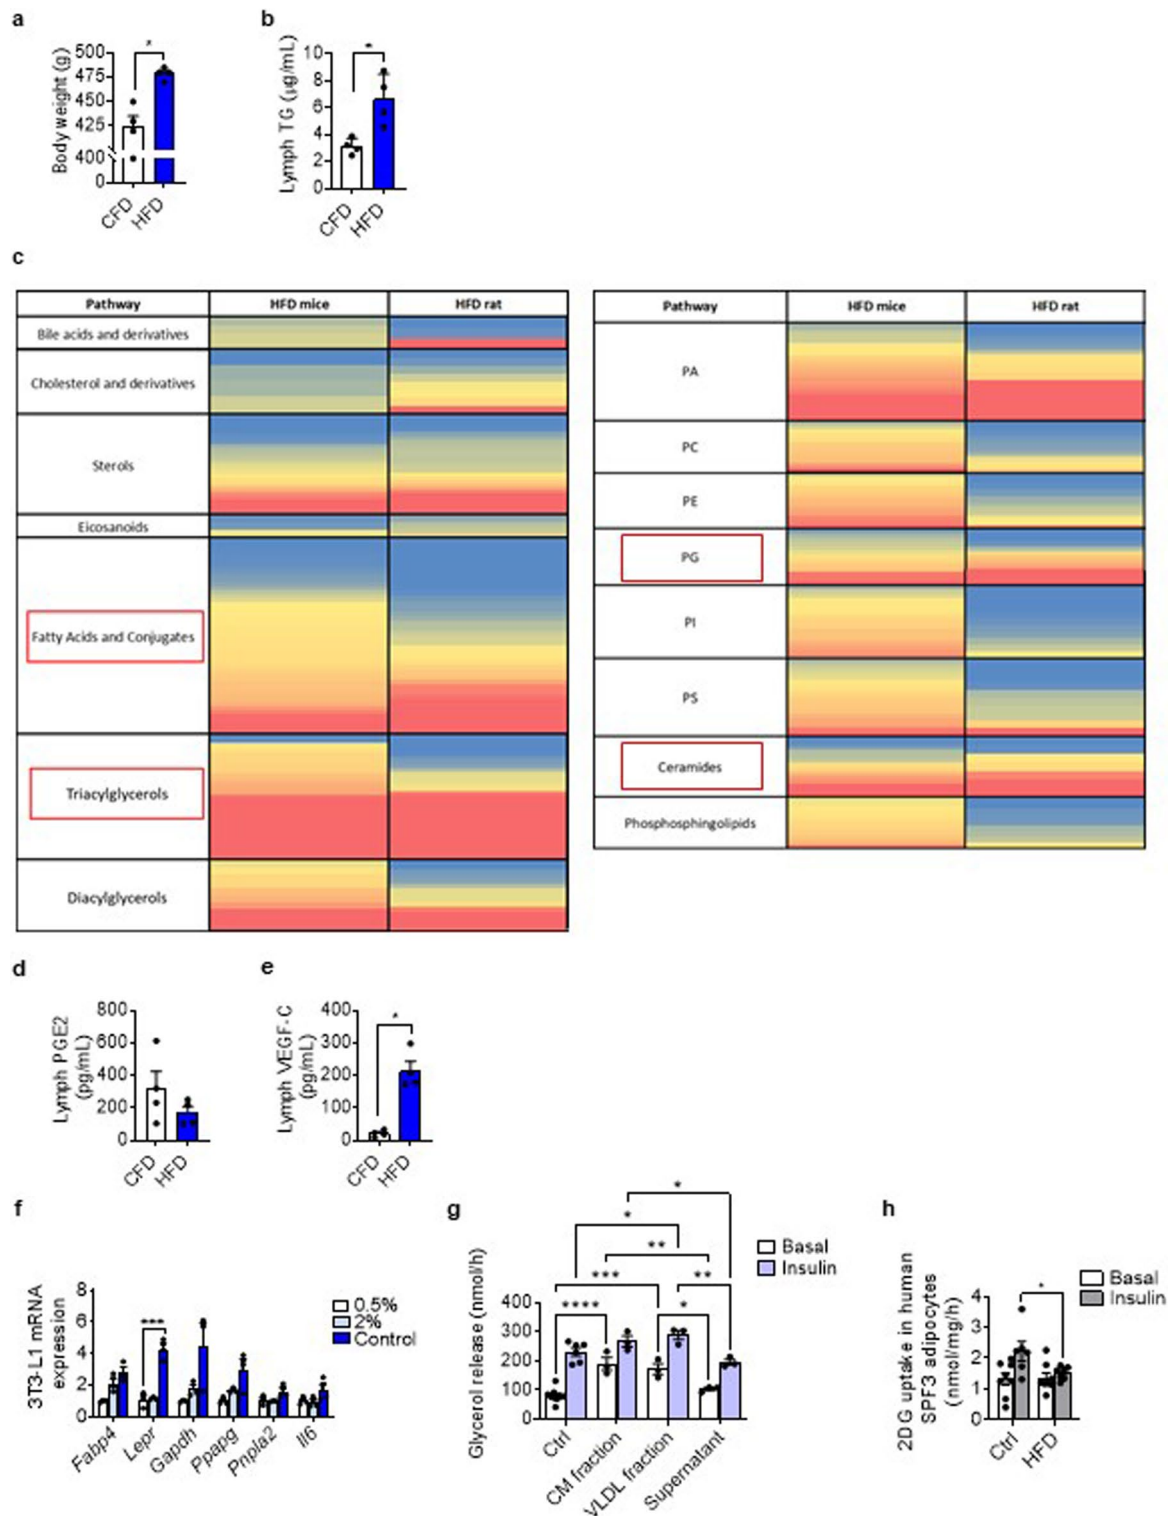 a
Body weight (g)
500
475
450
425
400
0
*
CFD
HFD
b
Lymph TG (µg/mL)
10
8
6
4
2
0
*
CFD
HFD
c
Pathway HFD mice HFD rat
Bile acids and derivatives
Cholesterol and derivatives
Sterols
Eicosanoids
Fatty Acids and Conjugates
Triacylglycerols
Diacylglycerols
Pathway HFD mice HFD rat
PA
PC
PE
PG
PI
PS
Ceramides
Phosphosphingolipids
d
Lymph PGE2
(pg/mL)
800
600
400
200
0
CFD
HFD
e
Lymph VEGF-C
(pg/mL)
400
300
200
100
0
*
CFD
HFD
f
3T3-L1 mRNA
expression
8
6
4
2
0
***
0.5%
2%
Control
Fabp4
Lepr
Gapdh
Ppapg
Pnpla2
Il6
g
Glycerol release (nmol/h)
400
300
200
100
0
*
*
**
***
**
****
*
Basal
Insulin
Ctrl
CM fraction
VLDL fraction
Supernatant
h
2DG uptake in human
SPF3 adipocytes
(nmol/mg/h)
4
3
2
1
0
*
Basal
Insulin
Ctrl
HFD